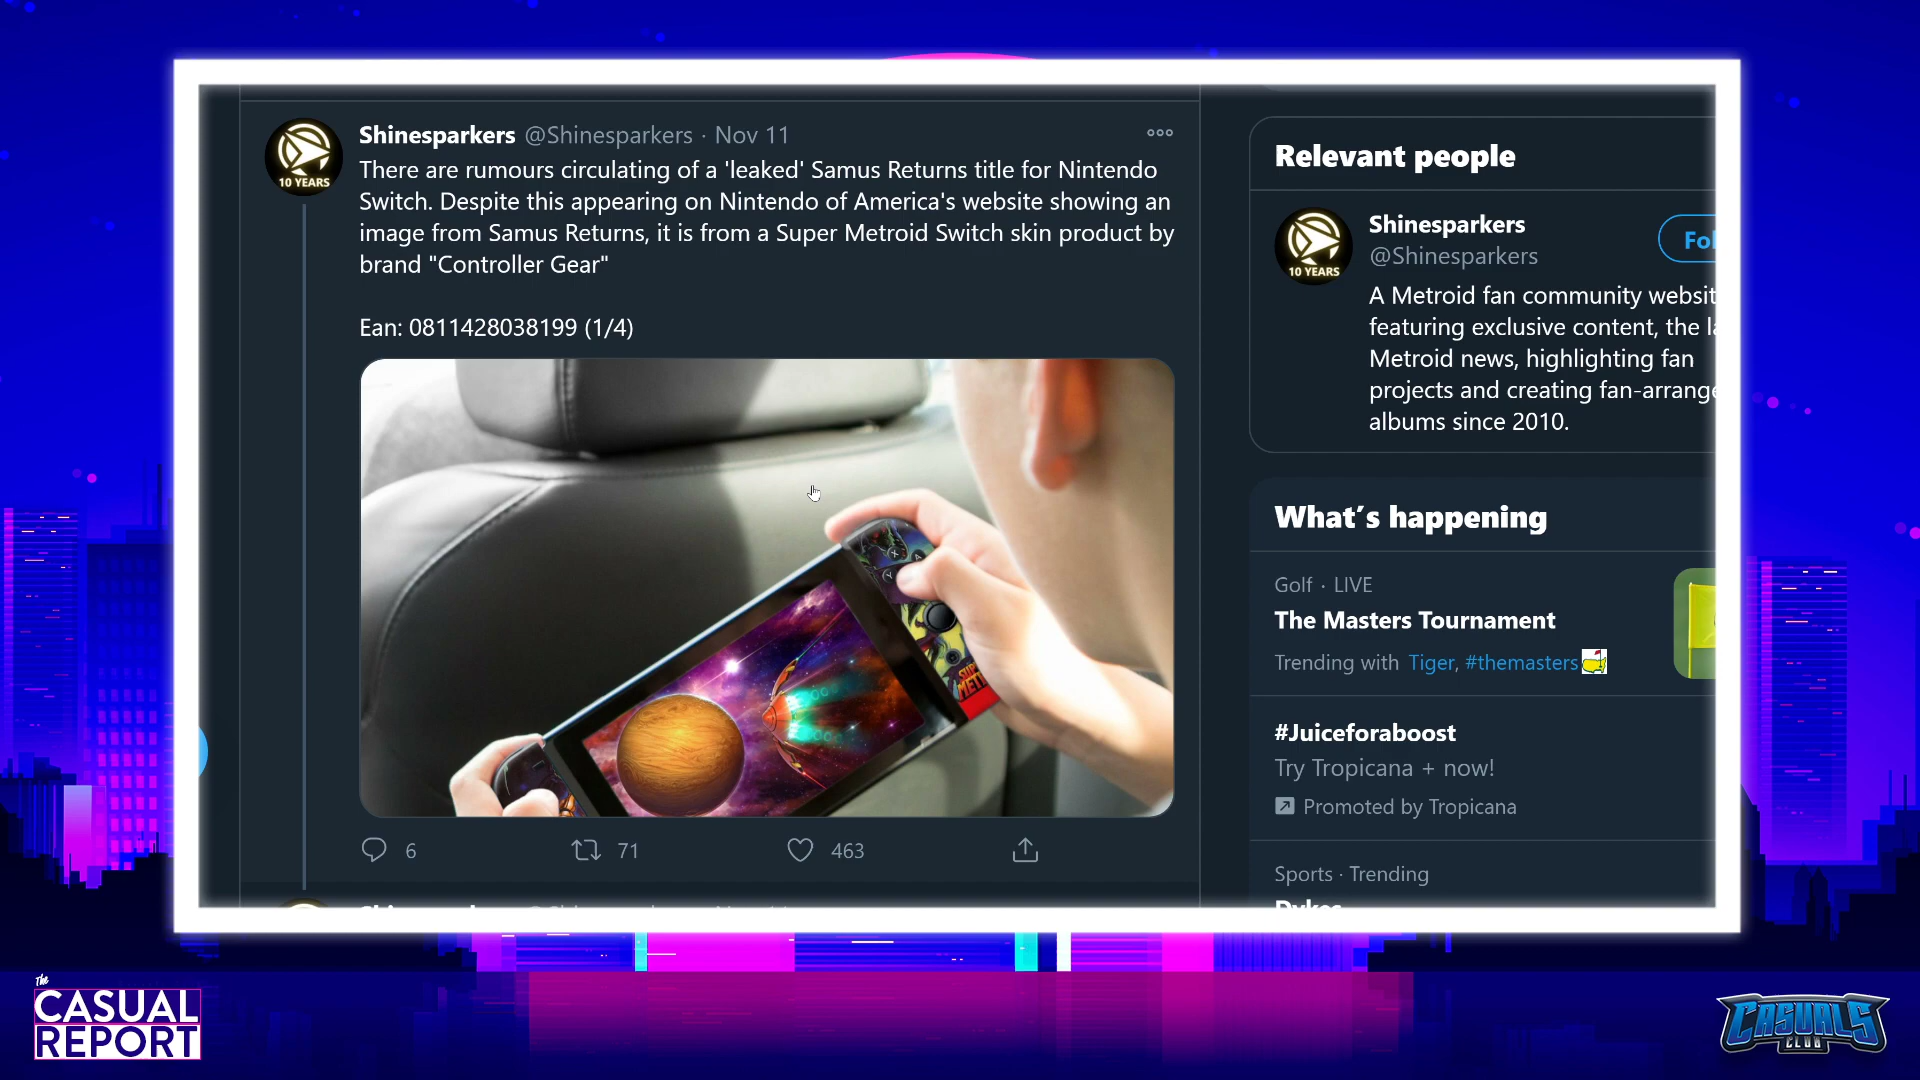 Shinesparkers @Shinesparkers · Nov 11
There are rumours circulating of a 'leaked' Samus Returns title for Nintendo
Switch. Despite this appearing on Nintendo of America's website showing an
image from Samus Returns, it is from a Super Metroid Switch skin product by
brand "Controller Gear"
Ean: 0811428038199 (1/4)
10 YEARS
6
71
463
Relevant people
Shinesparkers
@Shinesparkers
Fol
10 YEARS
A Metroid fan community websit
featuring exclusive content, the la
Metroid news, highlighting fan
projects and creating fan-arrange
albums since 2010.
What's happening
Golf · LIVE
The Masters Tournament
Trending with Tiger, #themasters
#Juiceforaboost
Try Tropicana + now!
Promoted by Tropicana
Sports · Trending
The
CASUAL
REPORT
CASUALS
CLUB